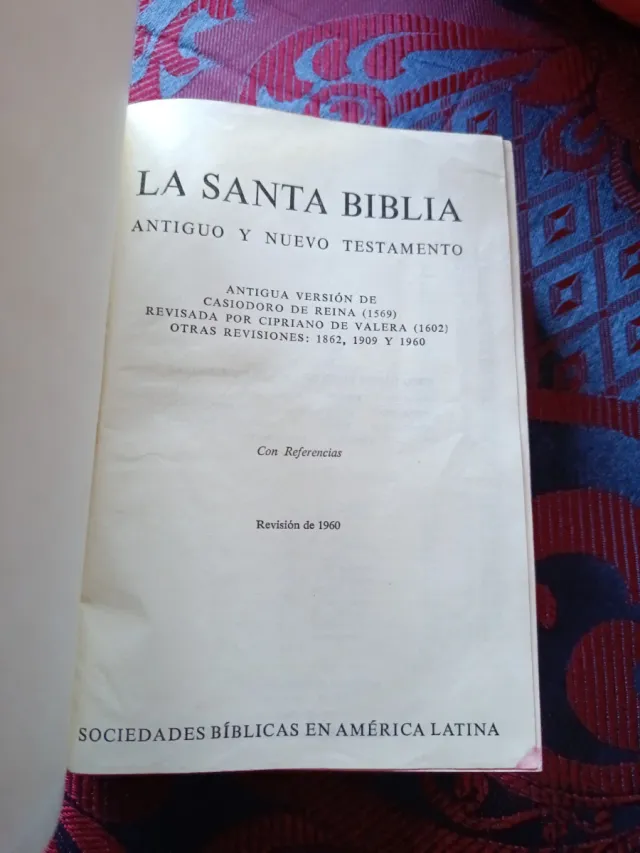 LA SANTA BIBLIA
ANTIGUO Y NUEVO TESTAMENTO
ANTIGUA VERSIÓN DE
CASIODORO DE REINA (1569)
REVISADA POR CIPRIANO DE VALERA (1602)
OTRAS REVISIONES: 1862, 1909 Y 1960
Con Referencias
Revisión de 1960
SOCIEDADES BÍBLICAS EN AMÉRICA LATINA